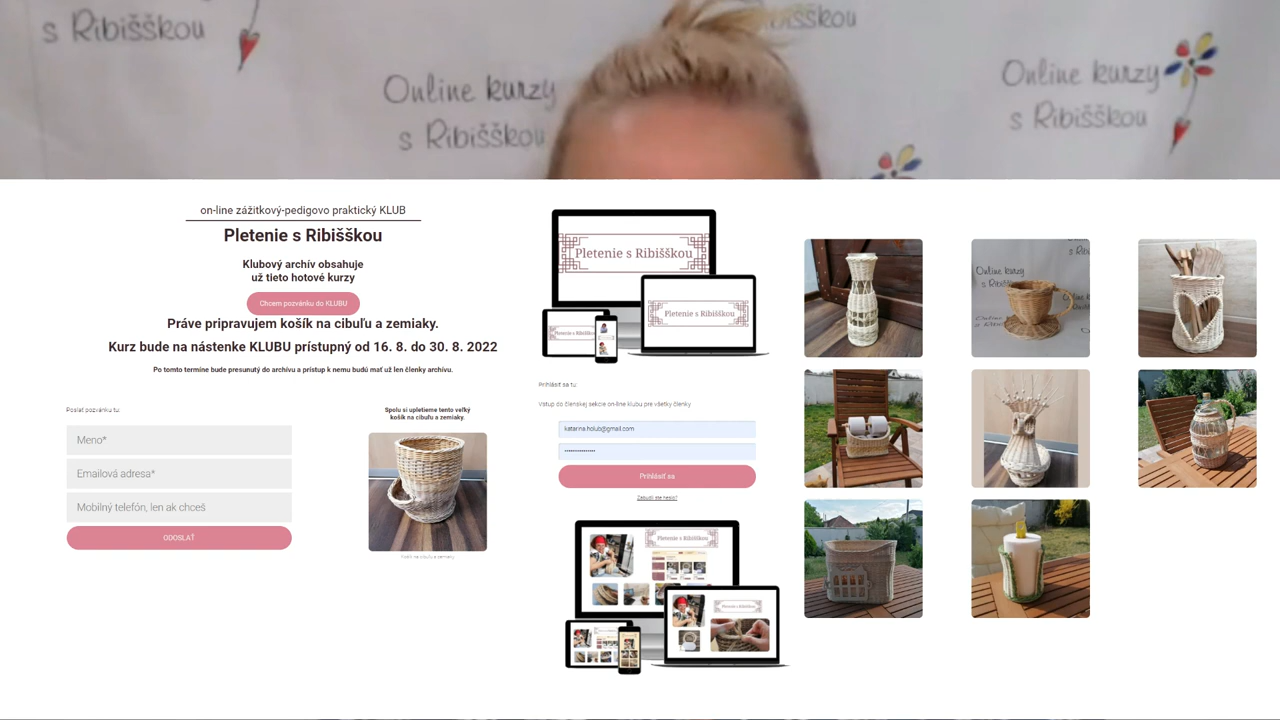 s Ribišškou
Online kurzy
s Ribišškou
s Ribišškou
Online kurzy
s Ribišškou
on-line zážitkový-pedigovo praktický KLUB
Pletenie s Ribišškou
Klubový archív obsahuje
už tieto hotové kurzy
Chcem pozvánku do KLUBU
Práve pripravujem košík na cibuľu a zemiaky.
Kurz bude na nástenke KLUBU prístupný od 16. 8. do 30. 8. 2022
Po tomto termíne bude presunutý do archívu a prístup k nemu budú mať už len členky archívu.
Poslať pozvánku tu:
Meno*
Emailová adresa*
Mobilný telefón, len ak chceš
ODOSLAŤ
Spolu si upletieme tento veľký
košík na cibuľu a zemiaky.
Košík na cibuľu a zemiaky
Pletenie s Ribišškou
Pletenie s Ribišškou
Pletenie s Ribišškou
Prihlásiť sa tu:
Vstup do členskej sekcie on-line klubu pre všetky členky
katarina.holub@gmail.com
Prihlásiť sa
Zabudli ste heslo?
Pletenie s Ribišškou
Pletenie s Ribišškou
Online kurzy
s Ribišškou